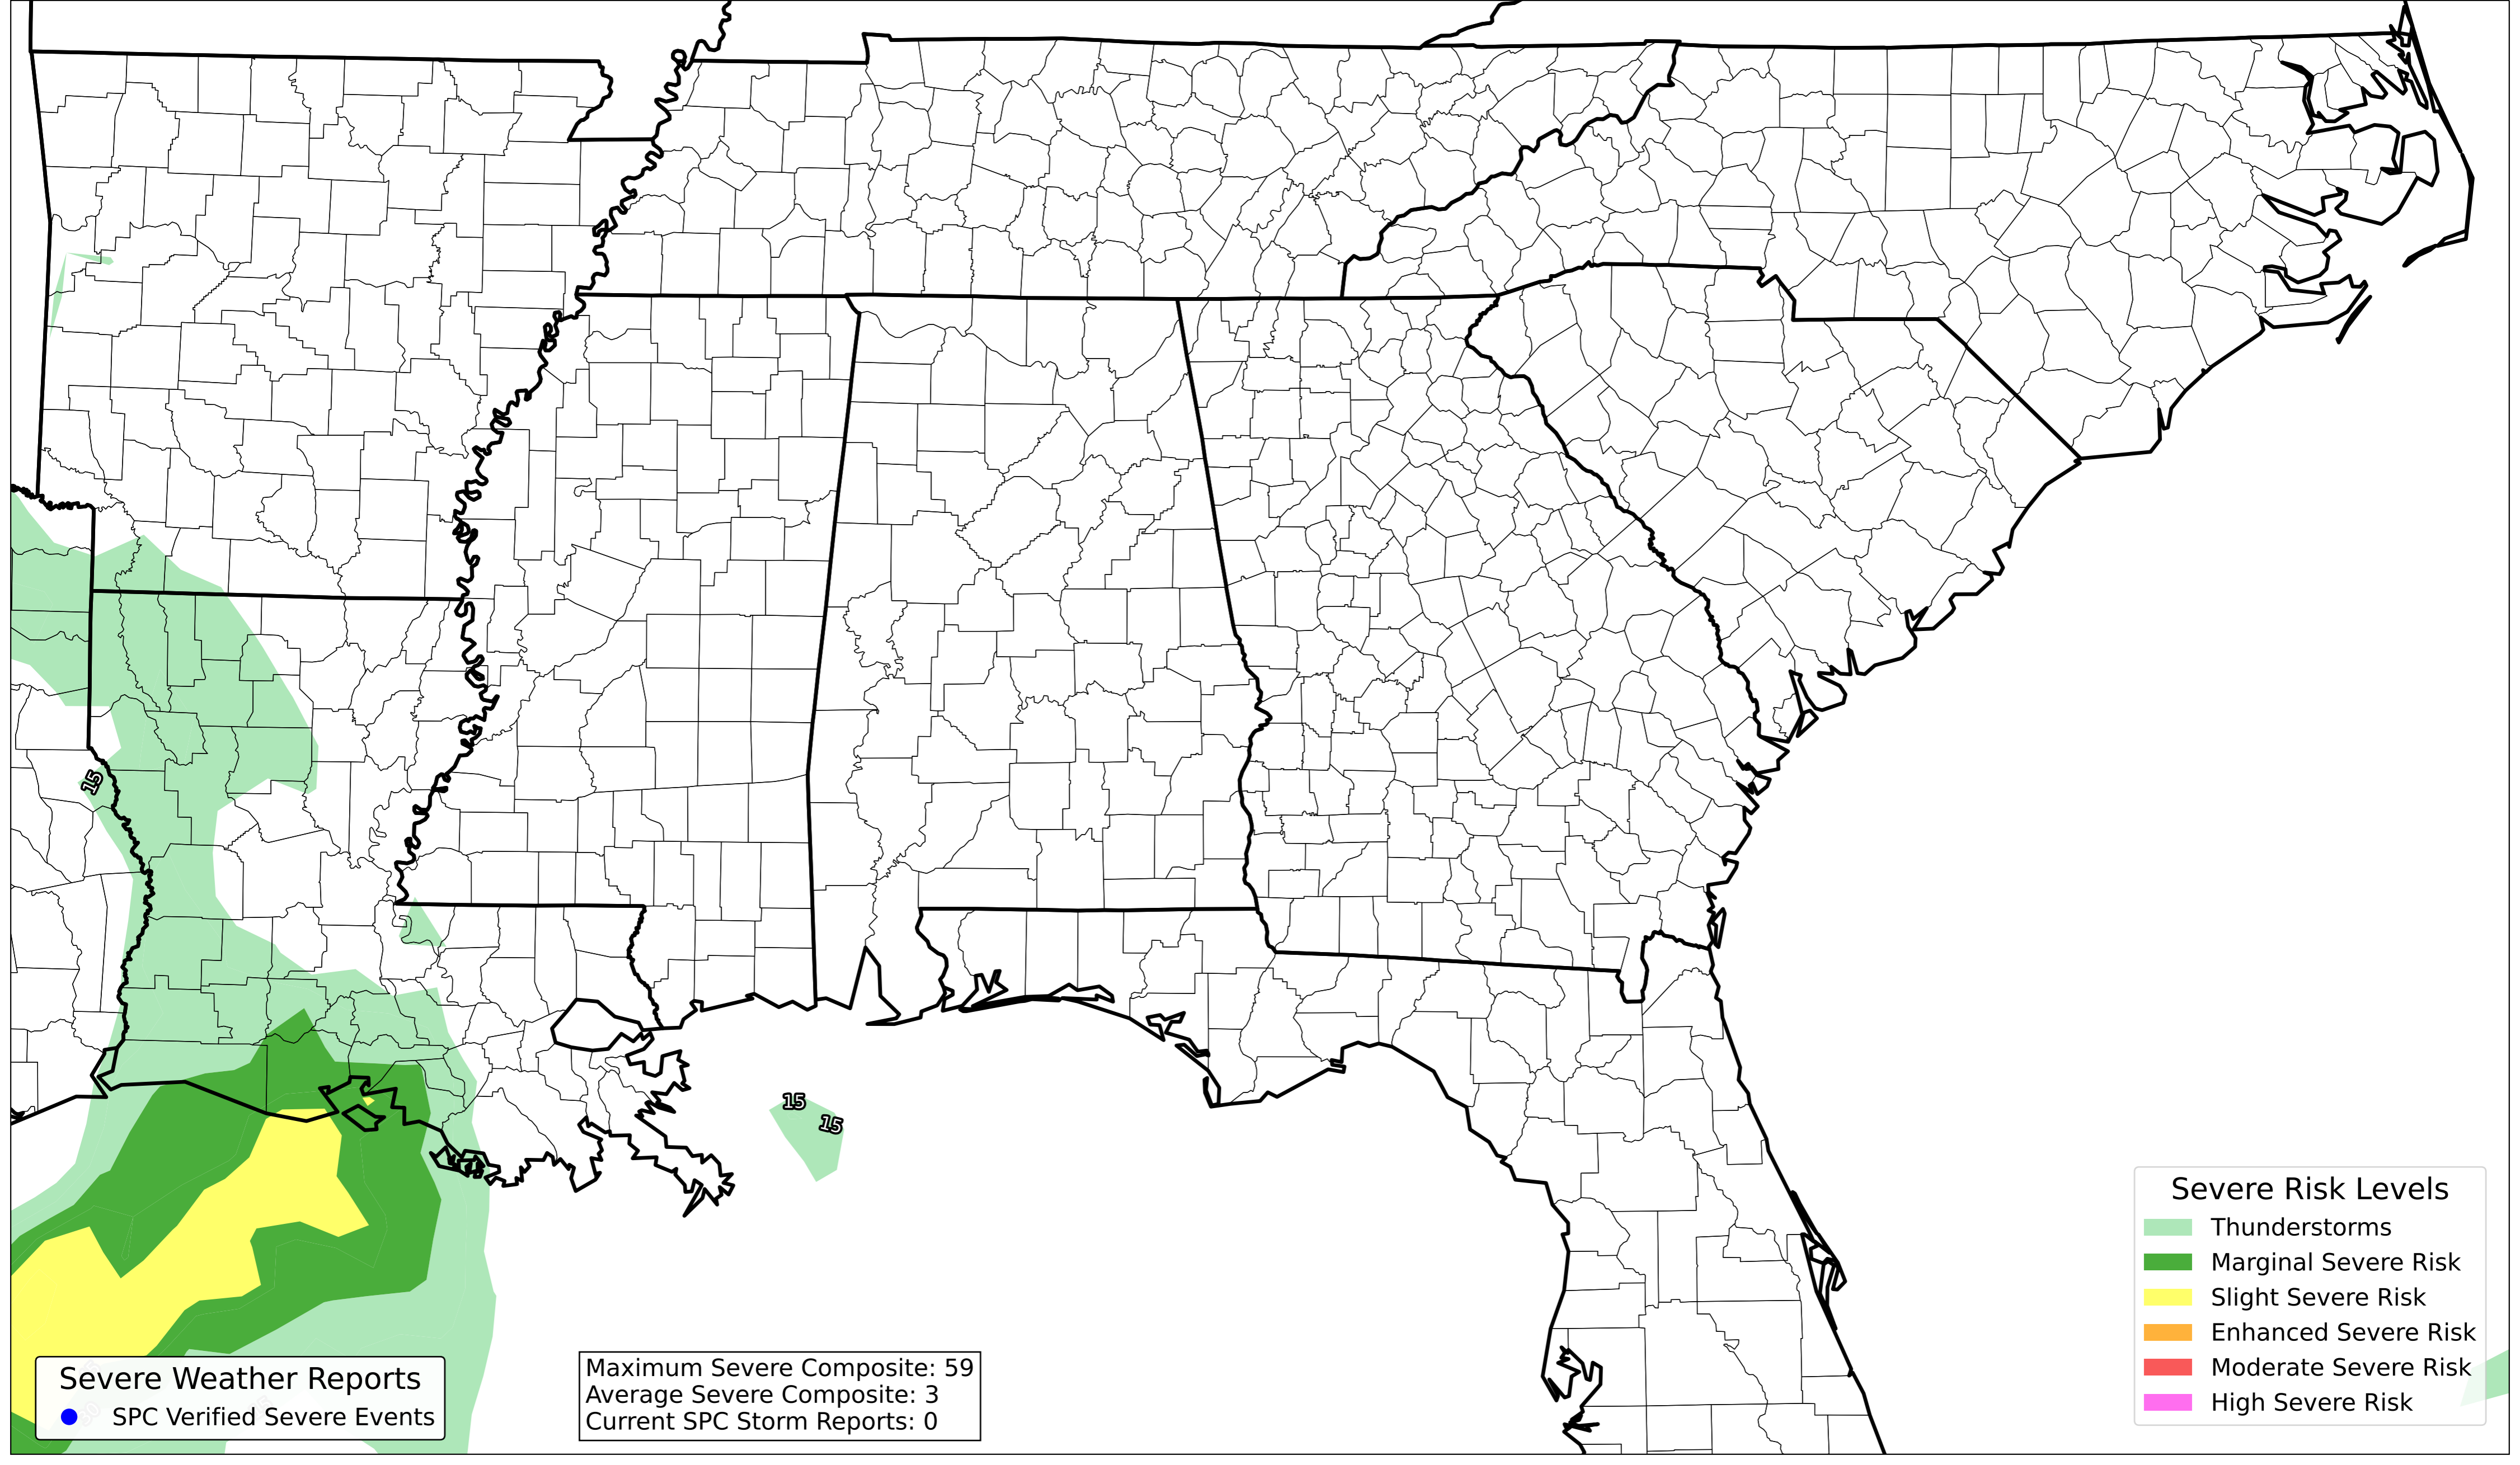 15
15
15
Severe Risk Levels
Thunderstorms
Marginal Severe Risk
Slight Severe Risk
Enhanced Severe Risk
Moderate Severe Risk
High Severe Risk
Maximum Severe Composite: 59
Average Severe Composite: 3
Current SPC Storm Reports: 0
Severe Weather Reports
SPC Verified Severe Events